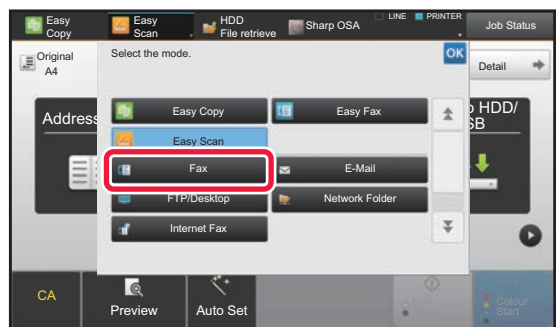 Easy
Copy
Easy
Scan
HDD
File retrieve
Sharp OSA
LINE
PRINTER
Job Status
Original
A4
Select the mode.
OK
Detail
Address
HDD/
Easy Copy
Easy Fax
Easy Scan
Fax
E-Mail
FTP/Desktop
Network Folder
Internet Fax
CA
Preview
Auto Set
B/W
Start
Colour
Start